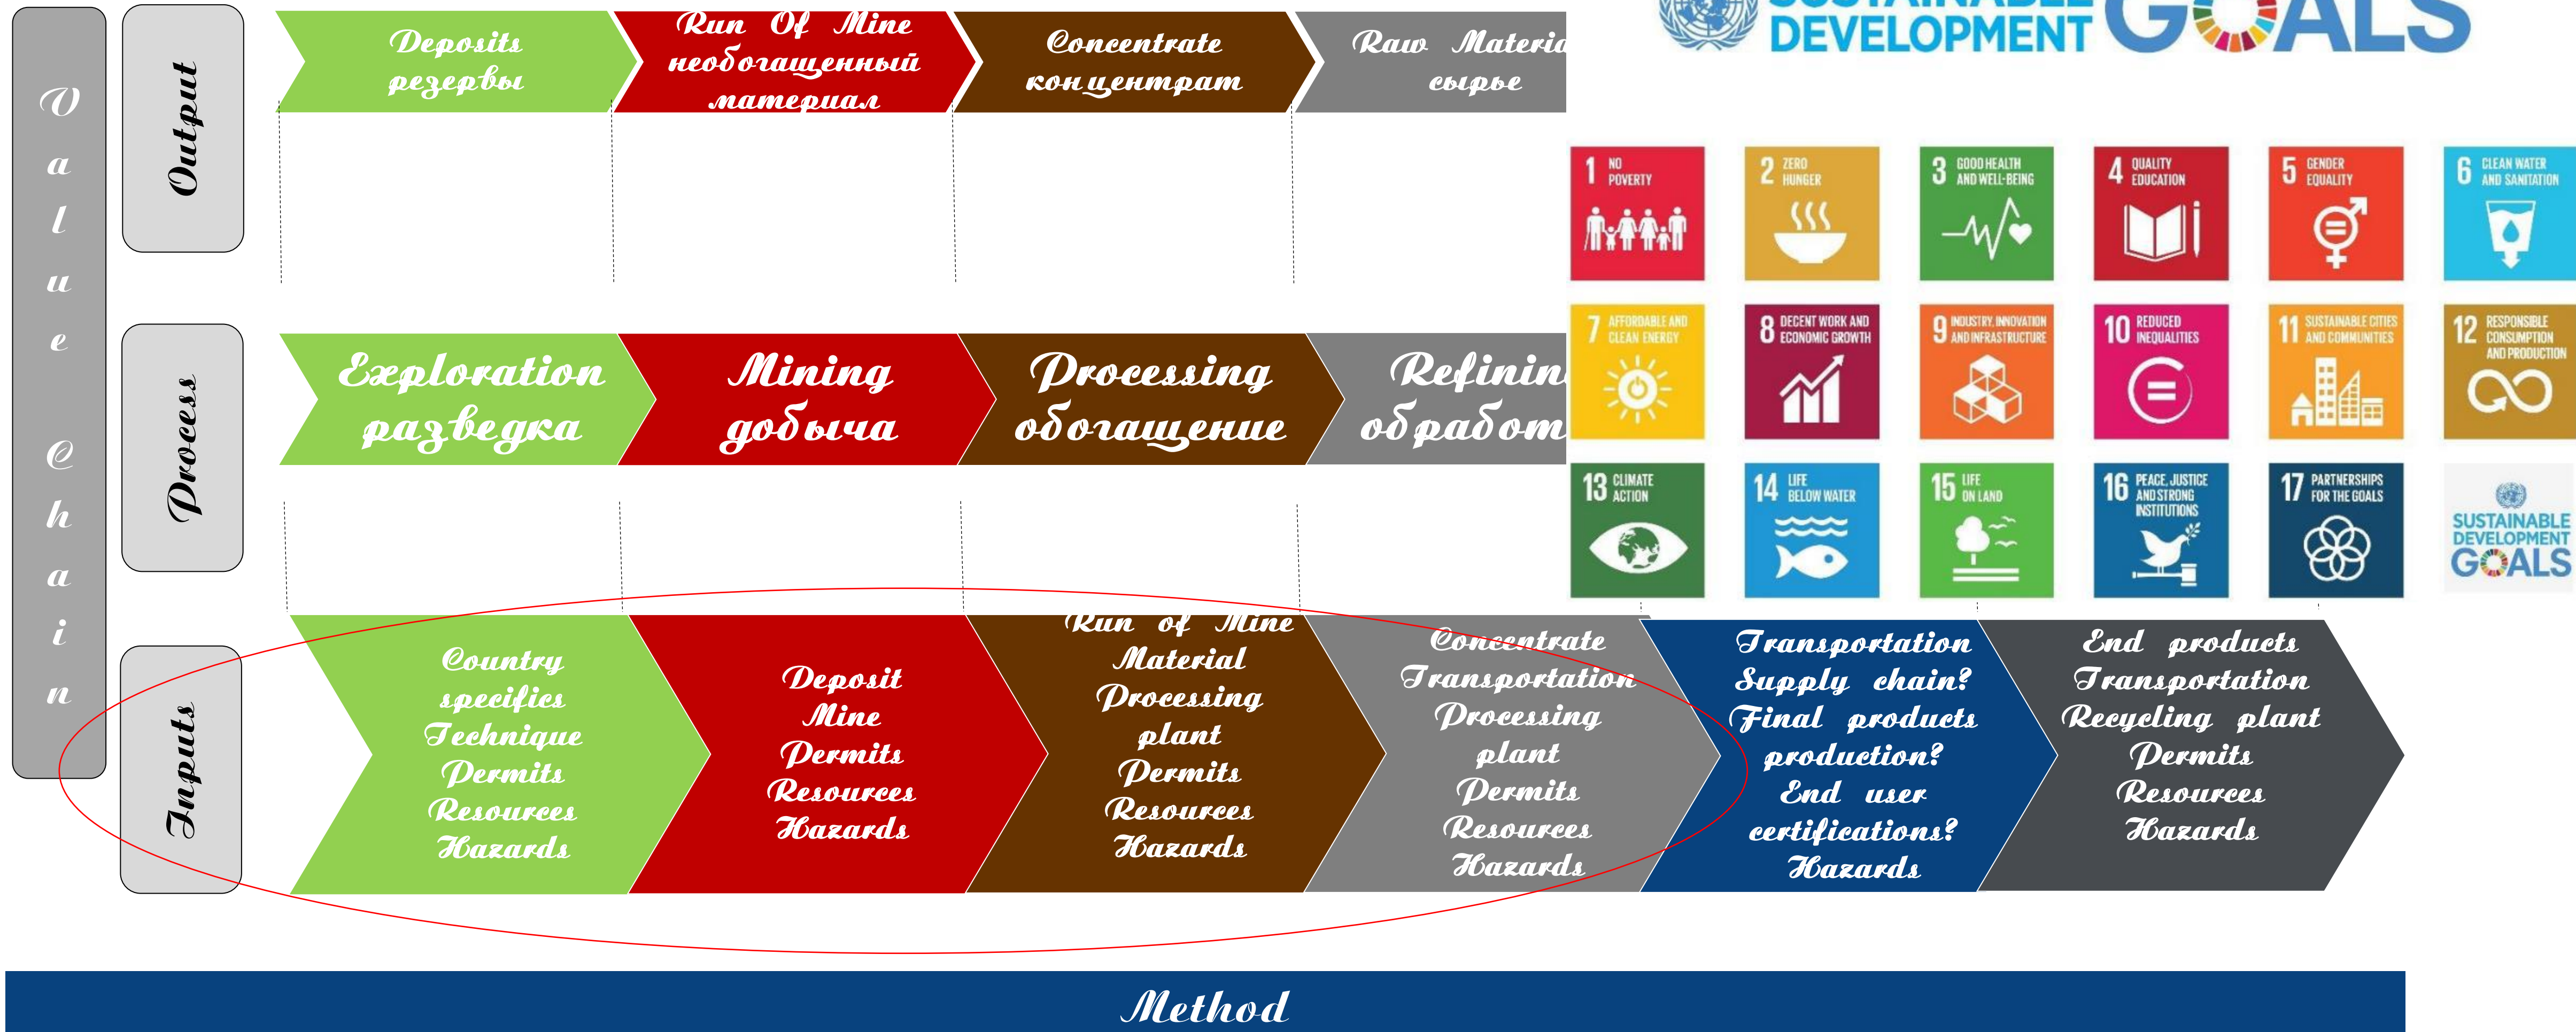 Value Chain
Output
Deposits
резервы
Run Of Mine
необогащенный
материал
Concentrate
концентрат
Raw Materia
сырье
SUSTAINABLE
DEVELOPMENT
GOALS
1 NO
POVERTY
2 ZERO
HUNGER
3 GOOD HEALTH
AND WELL-BEING
4 QUALITY
EDUCATION
5 GENDER
EQUALITY
6 CLEAN WATER
AND SANITATION
Process
Exploration
разведка
Mining
добыча
Processing
обогащение
Refinin
обработ
7 AFFORDABLE AND
CLEAN ENERGY
8 DECENT WORK AND
ECONOMIC GROWTH
9 INDUSTRY, INNOVATION
AND INFRASTRUCTURE
10 REDUCED
INEQUALITIES
11 SUSTAINABLE CITIES
AND COMMUNITIES
12 RESPONSIBLE
CONSUMPTION
AND PRODUCTION
13 CLIMATE
ACTION
14 LIFE
BELOW WATER
15 LIFE
ON LAND
16 PEACE, JUSTICE
AND STRONG
INSTITUTIONS
17 PARTNERSHIPS
FOR THE GOALS
SUSTAINABLE
DEVELOPMENT
GOALS
Inputs
Country
specifics
Technique
Permits
Resources
Hazards
Deposit
Mine
Permits
Resources
Hazards
Run of Mine
Material
Processing
plant
Permits
Resources
Hazards
Concentrate
Transportation
Processing
plant
Permits
Resources
Hazards
Transportation
Supply chain?
Final products
production?
End user
certifications?
Hazards
End products
Transportation
Recycling plant
Permits
Resources
Hazards
Method